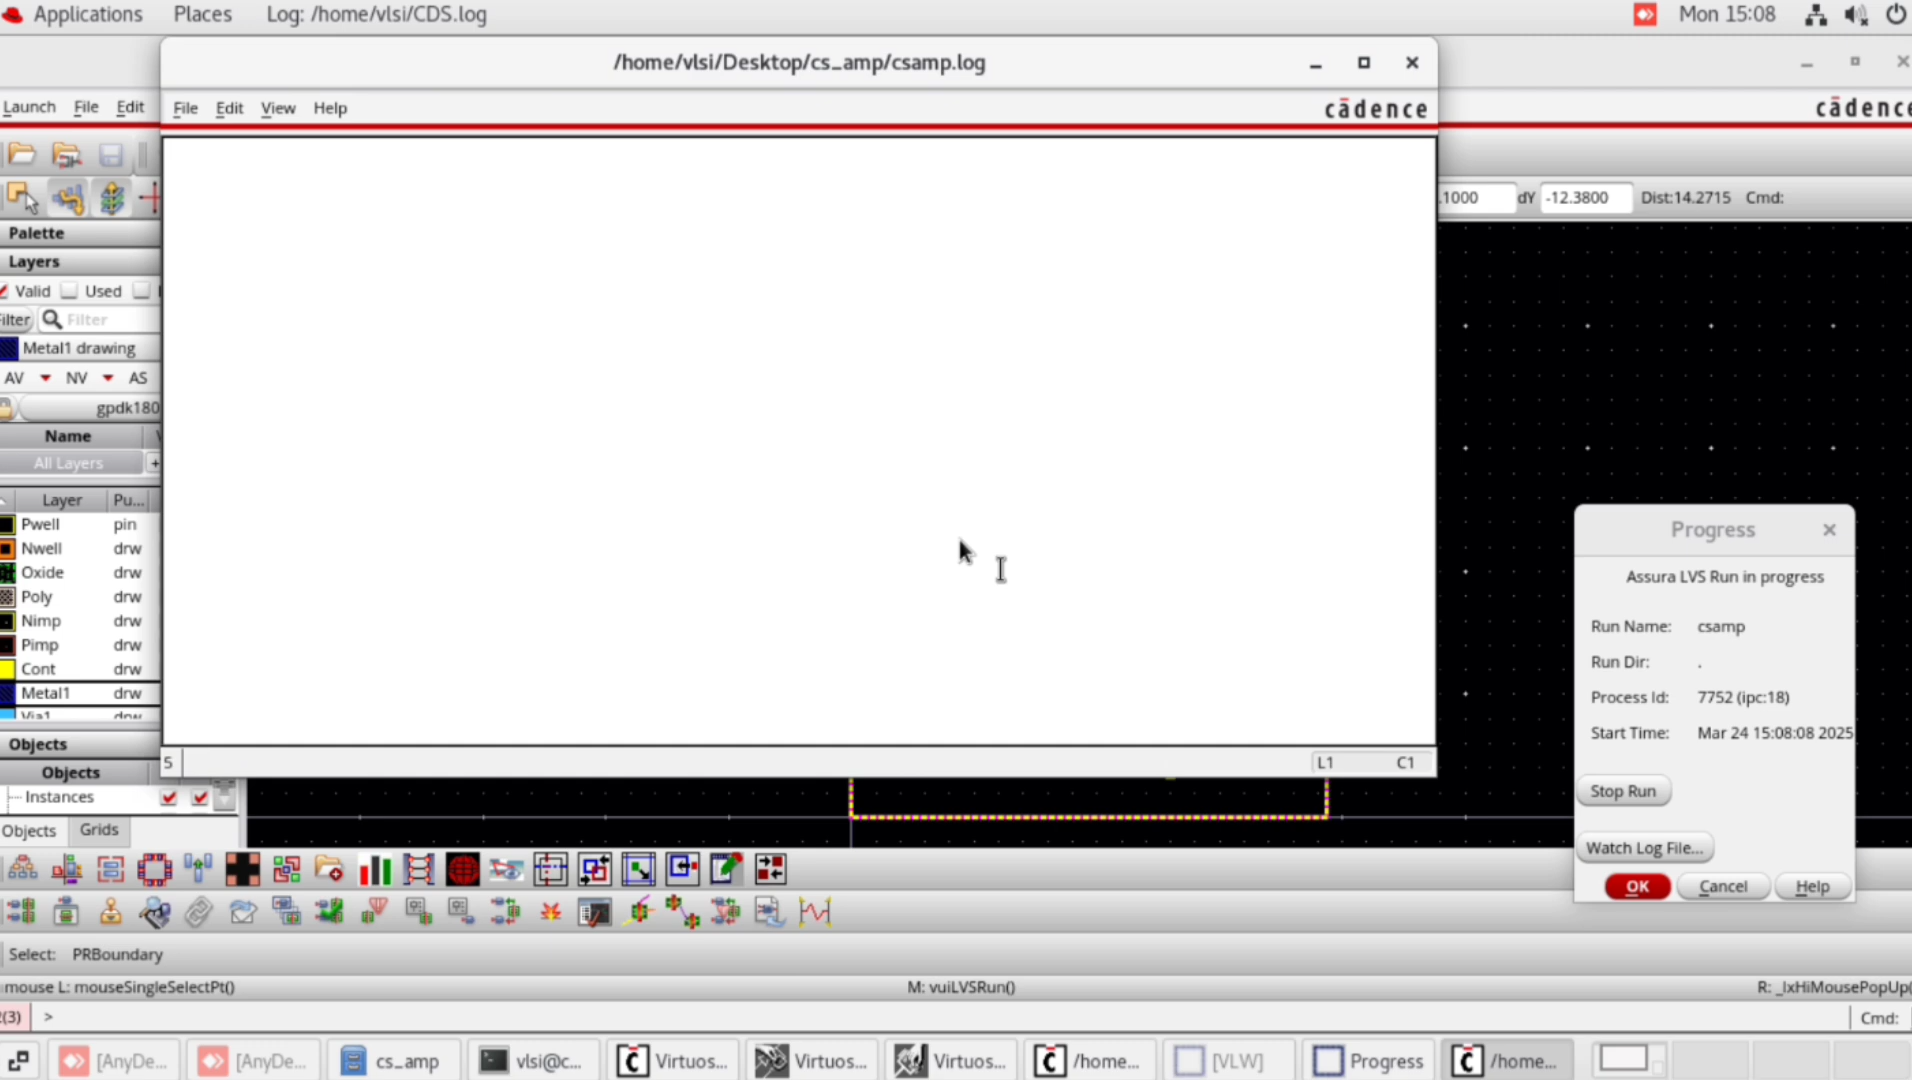 Applications Places Log: /home/vlsi/CDS.log Mon 15:08
/home/vlsi/Desktop/cs_amp/csamp.log
File Edit View Help cādence
Launch File Edit cādence
.1000 dY -12.3800 Dist:14.2715 Cmd:
Palette
Layers
Valid Used
Filter Filter
Metal1 drawing
AV NV AS
gpdk180
Name
All Layers
Layer Pu...
Pwell pin
Nwell drw
Oxide drw
Poly drw
Nimp drw
Pimp drw
Cont drw
Metal1 drw
Via1 drw
Objects
Objects
Instances
Objects Grids
5 L1 C1
Progress
Assura LVS Run in progress
Run Name: csamp
Run Dir: .
Process Id: 7752 (ipc:18)
Start Time: Mar 24 15:08:08 2025
Stop Run
Watch Log File...
OK Cancel Help
Select: PRBoundary
mouse L: mouseSingleSelectPt() M: vuiLVSRun() R: _lxHiMousePopUp(
(3) > Cmd:
[AnyDe... [AnyDe... cs_amp vlsi@c... Virtuos... Virtuos... Virtuos... /home... [VLW] Progress /home...